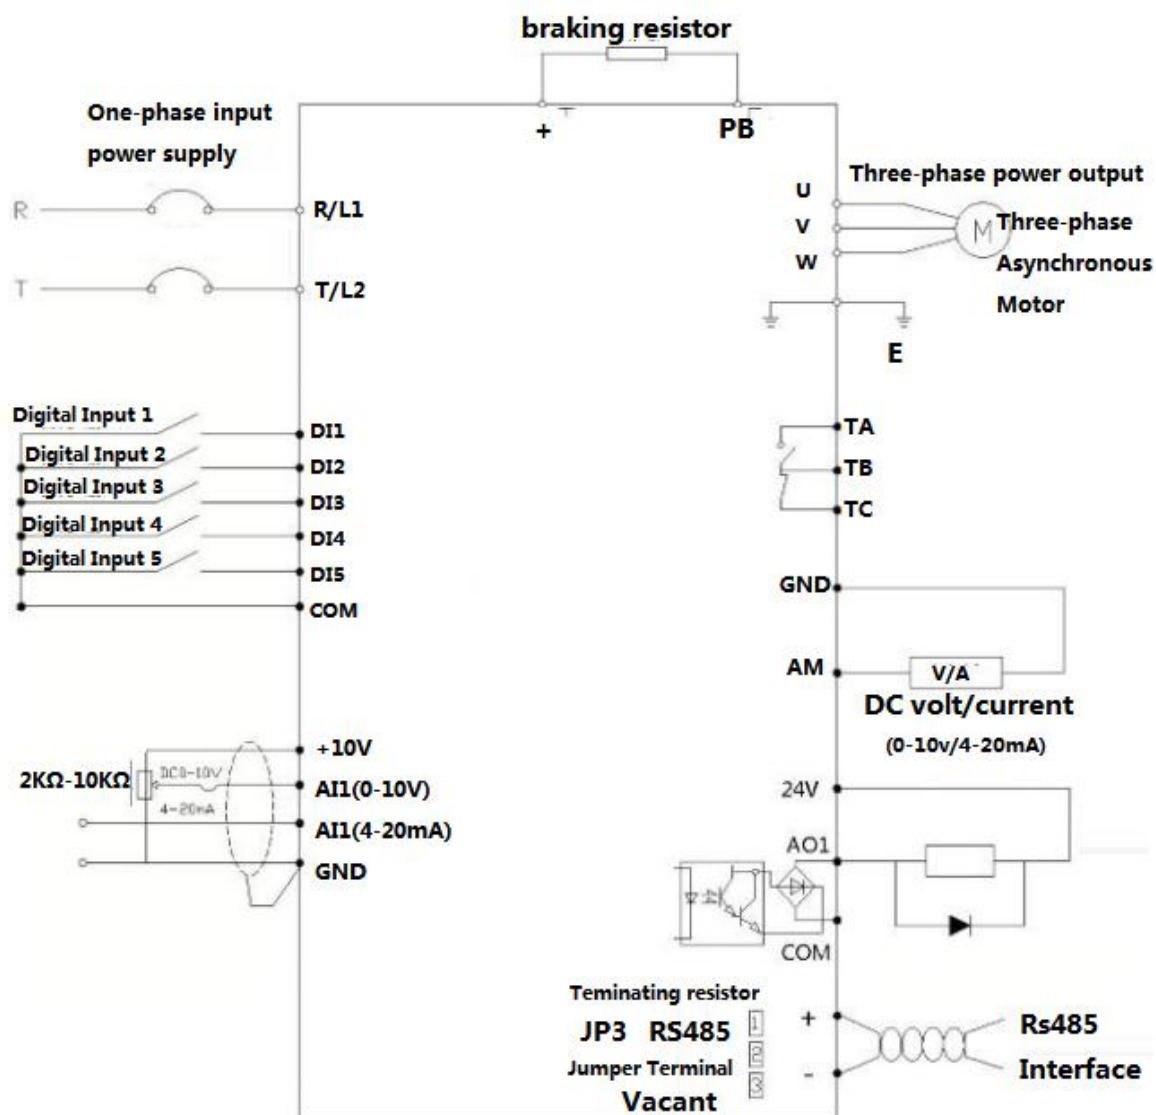 braking resistor
+
PB
One-phase input
power supply
R
R/L1
T
T/L2
U
V
W
Three-phase power output
M
Three-phase
Asynchronous
Motor
E
Digital Input 1
DI1
Digital Input 2
DI2
Digital Input 3
DI3
Digital Input 4
DI4
Digital Input 5
DI5
COM
TA
TB
TC
GND
AM
V/A
DC volt/current
(0-10v/4-20mA)
+10V
2KΩ-10KΩ
DC0-10V
AI1(0-10V)
4-20mA
AI1(4-20mA)
GND
24V
AO1
COM
Teminating resistor
JP3 RS485
Jumper Terminal
Vacant
1
2
3
+
-
Rs485
Interface